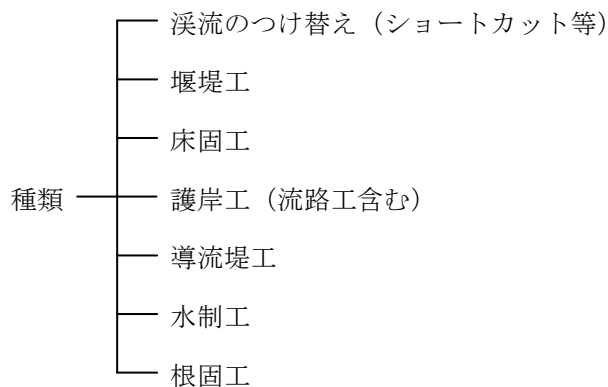 渓流のつけ替え（ショートカット等）
堰堤工
床固工
種類
護岸工（流路工含む）
導流堤工
水制工
根固工